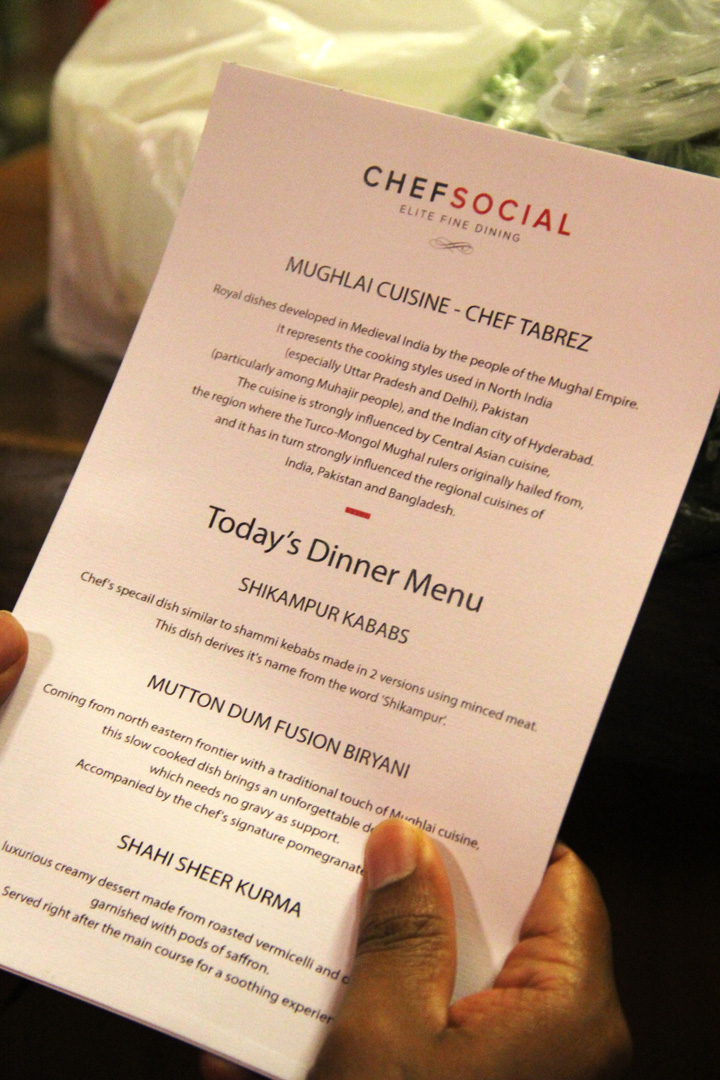 CHEFSOCIAL
ELITE FINE DINING
MUGHLAI CUISINE - CHEF TABREZ
Royal dishes developed in Medieval India by the people of the Mughal Empire.
it represents the cooking styles used in North India
(especially Uttar Pradesh and Delhi), Pakistan
(particularly among Muhajir people), and the Indian city of Hyderabad.
The cuisine is strongly influenced by Central Asian cuisine,
the region where the Turco-Mongol Mughal rulers originally hailed from,
and it has in turn strongly influenced the regional cuisines of
India, Pakistan and Bangladesh.
Today's Dinner Menu
SHIKAMPUR KABABS
Chef's specail dish similar to shammi kebabs made in 2 versions using minced meat.
This dish derives it's name from the word 'Shikampur'.
MUTTON DUM FUSION BIRYANI
Coming from north eastern frontier with a traditional touch of Mughlai cuisine,
this slow cooked dish brings an unforgettable
which needs no gravy as support.
Accompanied by the chef's signature pomegranate
SHAHI SHEER KURMA
luxurious creamy dessert made from roasted vermicelli and
garnished with pods of saffron.
Served right after the main course for a soothing